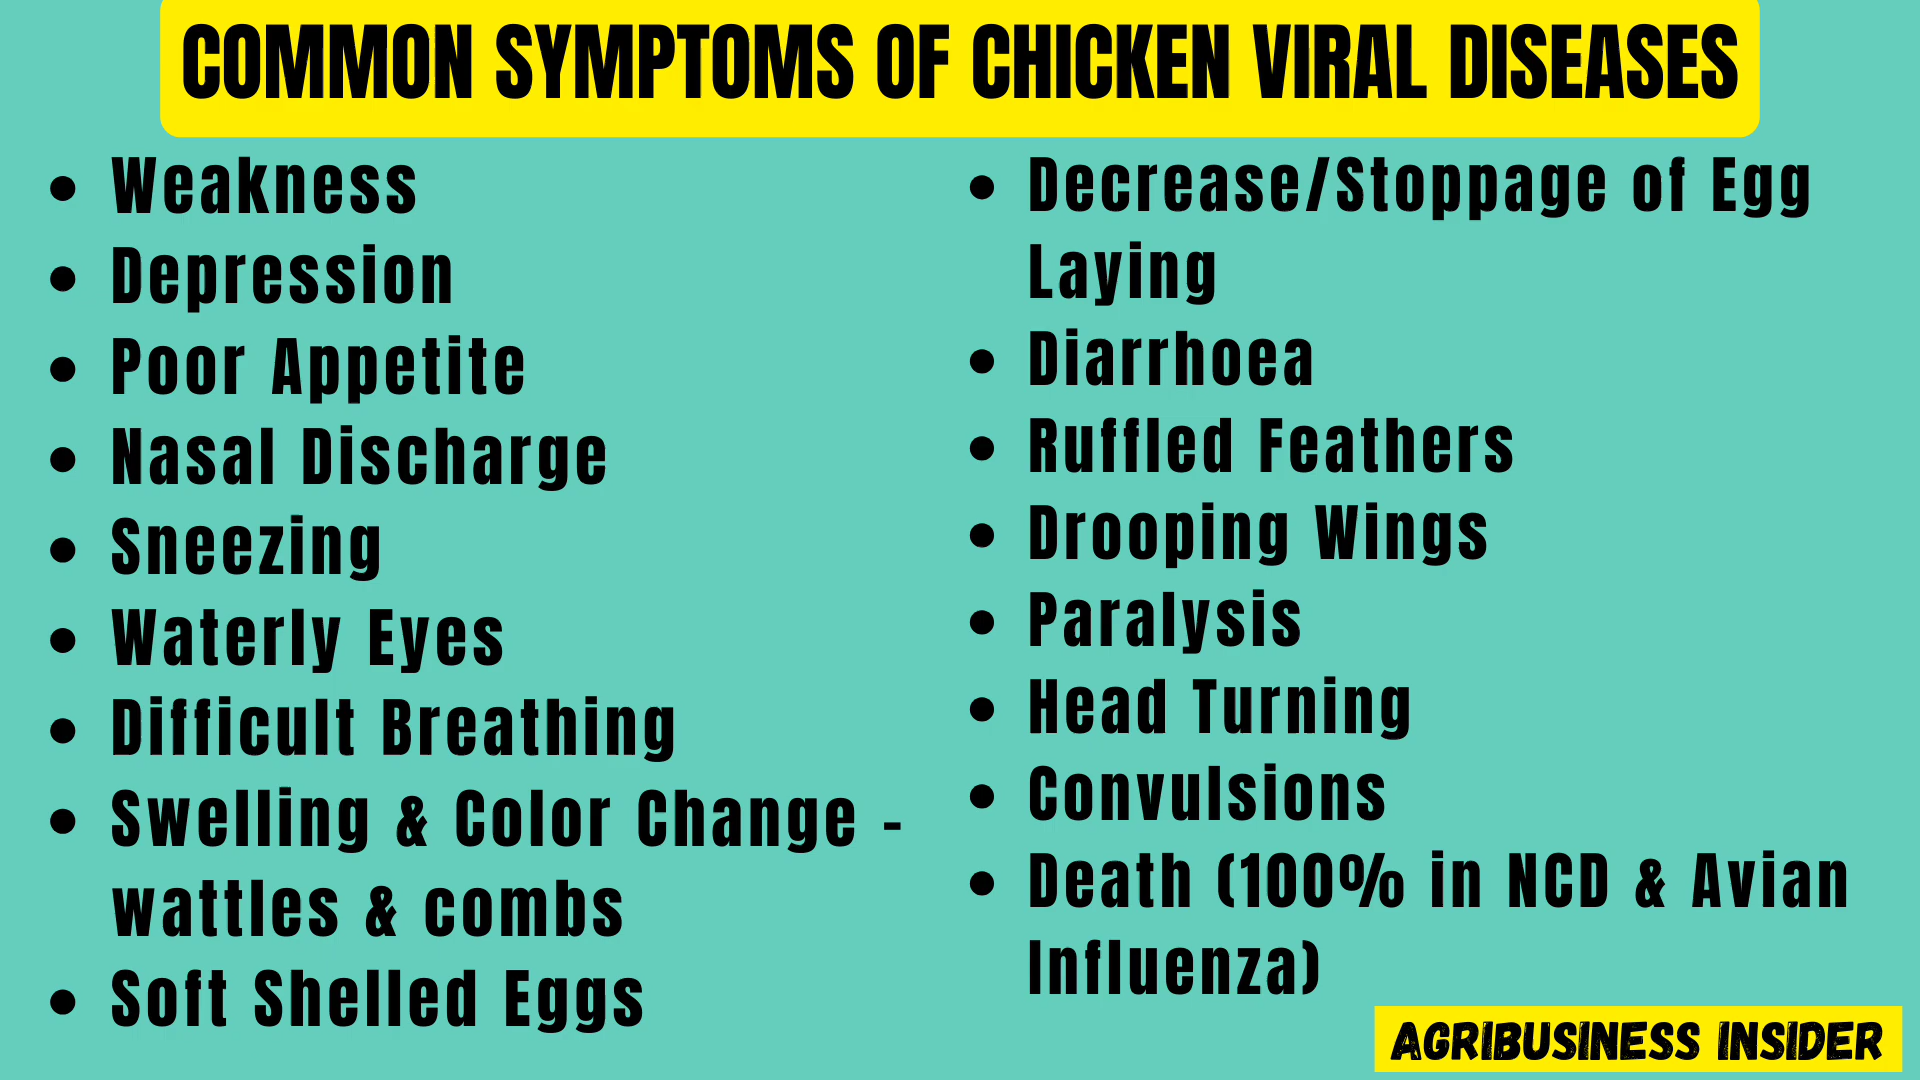 COMMON SYMPTOMS OF CHICKEN VIRAL DISEASES
• Weakness
• Depression
• Poor Appetite
• Nasal Discharge
• Sneezing
• Waterly Eyes
• Difficult Breathing
• Swelling & Color Change -
wattles & combs
• Soft Shelled Eggs
• Decrease/Stoppage of Egg
Laying
• Diarrhoea
• Ruffled Feathers
• Drooping Wings
• Paralysis
• Head Turning
• Convulsions
• Death (100% in NCD & Avian
Influenza)
AGRIBUSINESS INSIDER